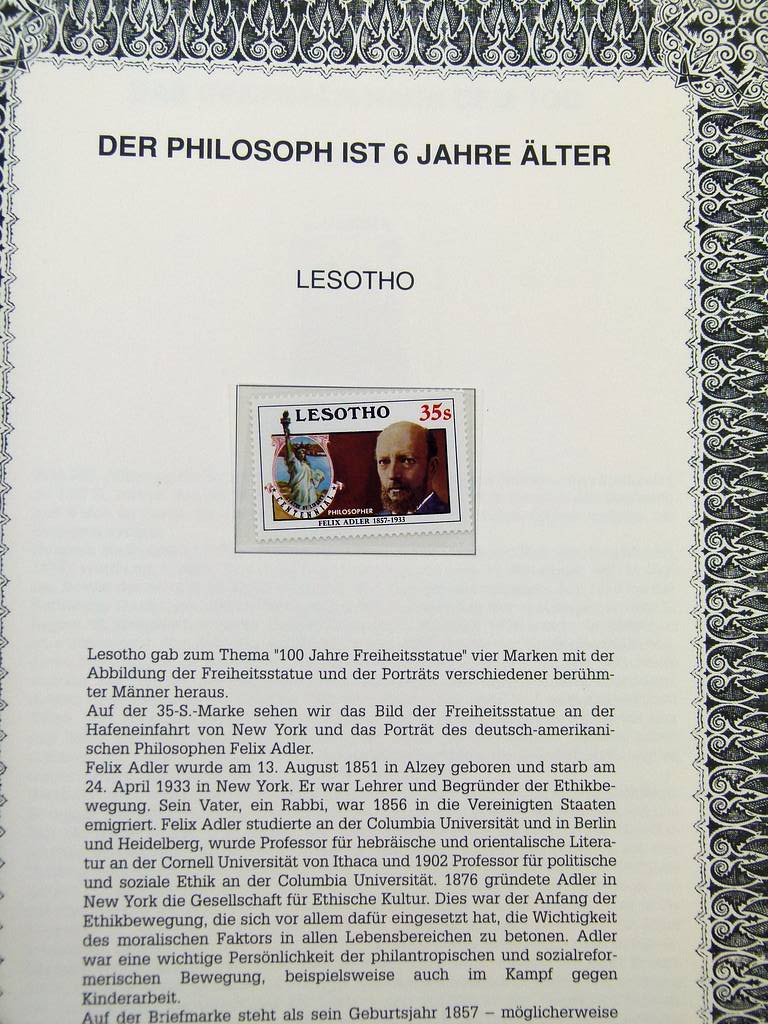 DER PHILOSOPH IST 6 JAHRE ÄLTER
LESOTHO
LESOTHO 35s
CENTENNIAL
PHILOSOPHER
FELIX ADLER 1857-1933
Lesotho gab zum Thema "100 Jahre Freiheitsstatue" vier Marken mit der
Abbildung der Freiheitsstatue und der Porträts verschiedener berühm-
ter Männer heraus.
Auf der 35-S.-Marke sehen wir das Bild der Freiheitsstatue an der
Hafeneinfahrt von New York und das Porträt des deutsch-amerikani-
schen Philosophen Felix Adler.
Felix Adler wurde am 13. August 1851 in Alzey geboren und starb am
24. April 1933 in New York. Er war Lehrer und Begründer der Ethikbe-
wegung. Sein Vater, ein Rabbi, war 1856 in die Vereinigten Staaten
emigriert. Felix Adler studierte an der Columbia Universität und in Berlin
und Heidelberg, wurde Professor für hebräische und orientalische Litera-
tur an der Cornell Universität von Ithaca und 1902 Professor für politische
und soziale Ethik an der Columbia Universität. 1876 gründete Adler in
New York die Gesellschaft für Ethische Kultur. Dies war der Anfang der
Ethikbewegung, die sich vor allem dafür eingesetzt hat, die Wichtigkeit
des moralischen Faktors in allen Lebensbereichen zu betonen. Adler
war eine wichtige Persönlichkeit der philantropischen und sozialrefor-
merischen Bewegung, beispielsweise auch im Kampf gegen
Kinderarbeit.
Auf der Briefmarke steht als sein Geburtsjahr 1857 – möglicherweise